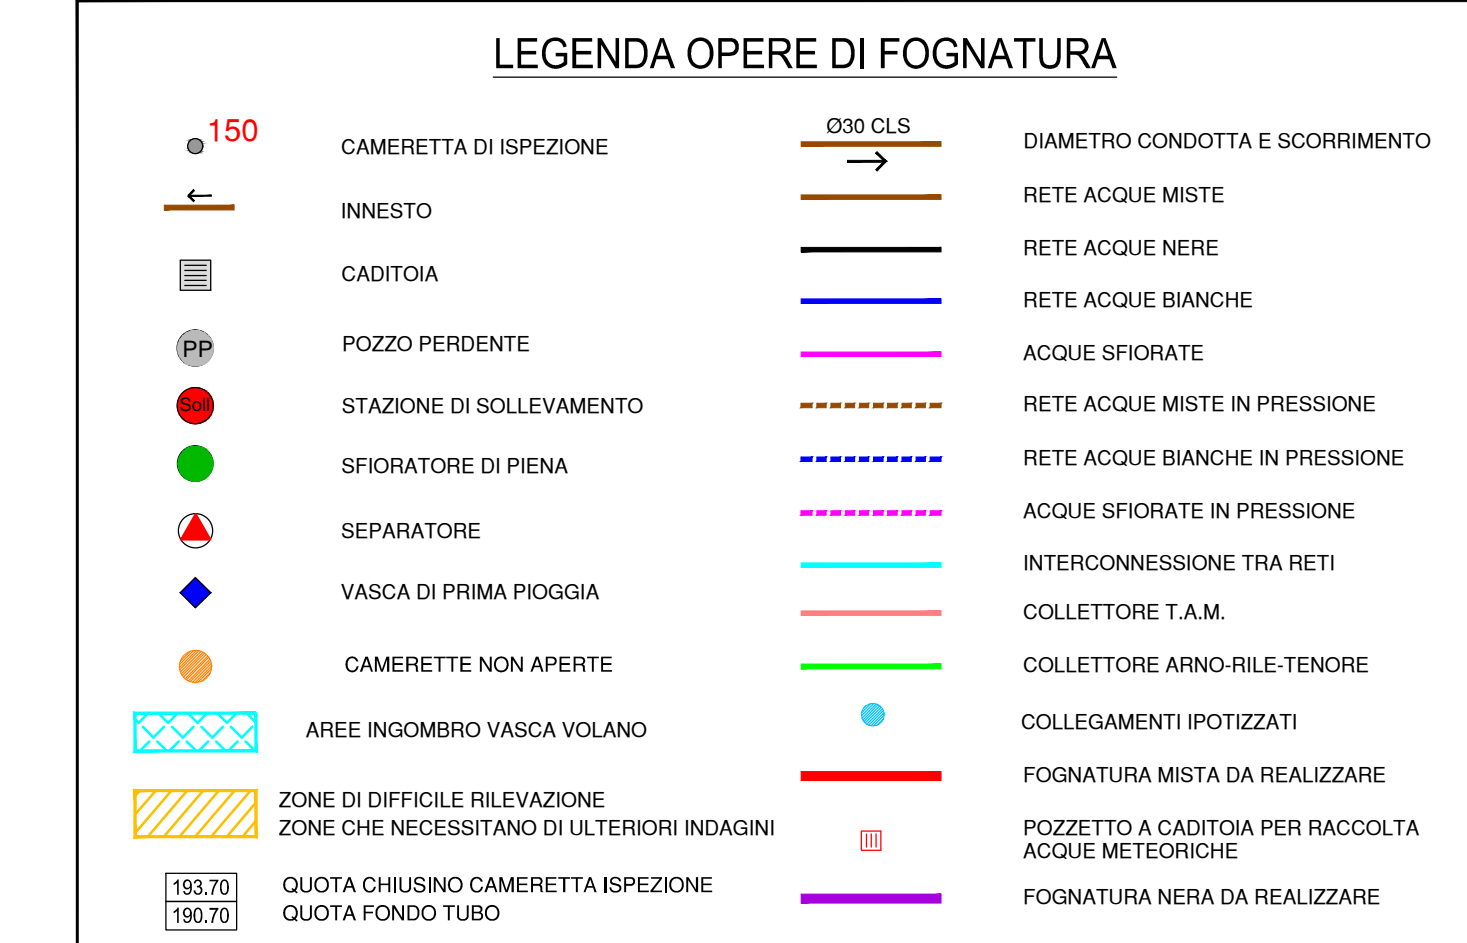 LEGENDA OPERE DI FOGNATURA
150
CAMERETTA DI ISPEZIONE
INNESTO
CADITOIA
PP
POZZO PERDENTE
Soll
STAZIONE DI SOLLEVAMENTO
SFIORATORE DI PIENA
SEPARATORE
VASCA DI PRIMA PIOGGIA
CAMERETTE NON APERTE
AREE INGOMBRO VASCA VOLANO
ZONE DI DIFFICILE RILEVAZIONE
ZONE CHE NECESSITANO DI ULTERIORI INDAGINI
193.70
QUOTA CHIUSINO CAMERETTA ISPEZIONE
190.70
QUOTA FONDO TUBO
Ø30 CLS
DIAMETRO CONDOTTA E SCORRIMENTO
RETE ACQUE MISTE
RETE ACQUE NERE
RETE ACQUE BIANCHE
ACQUE SFIORATE
RETE ACQUE MISTE IN PRESSIONE
RETE ACQUE BIANCHE IN PRESSIONE
ACQUE SFIORATE IN PRESSIONE
INTERCONNESSIONE TRA RETI
COLLETTORE T.A.M.
COLLETTORE ARNO-RILE-TENORE
COLLEGAMENTI IPOTIZZATI
FOGNATURA MISTA DA REALIZZARE
POZZETTO A CADITOIA PER RACCOLTA
ACQUE METEORICHE
FOGNATURA NERA DA REALIZZARE